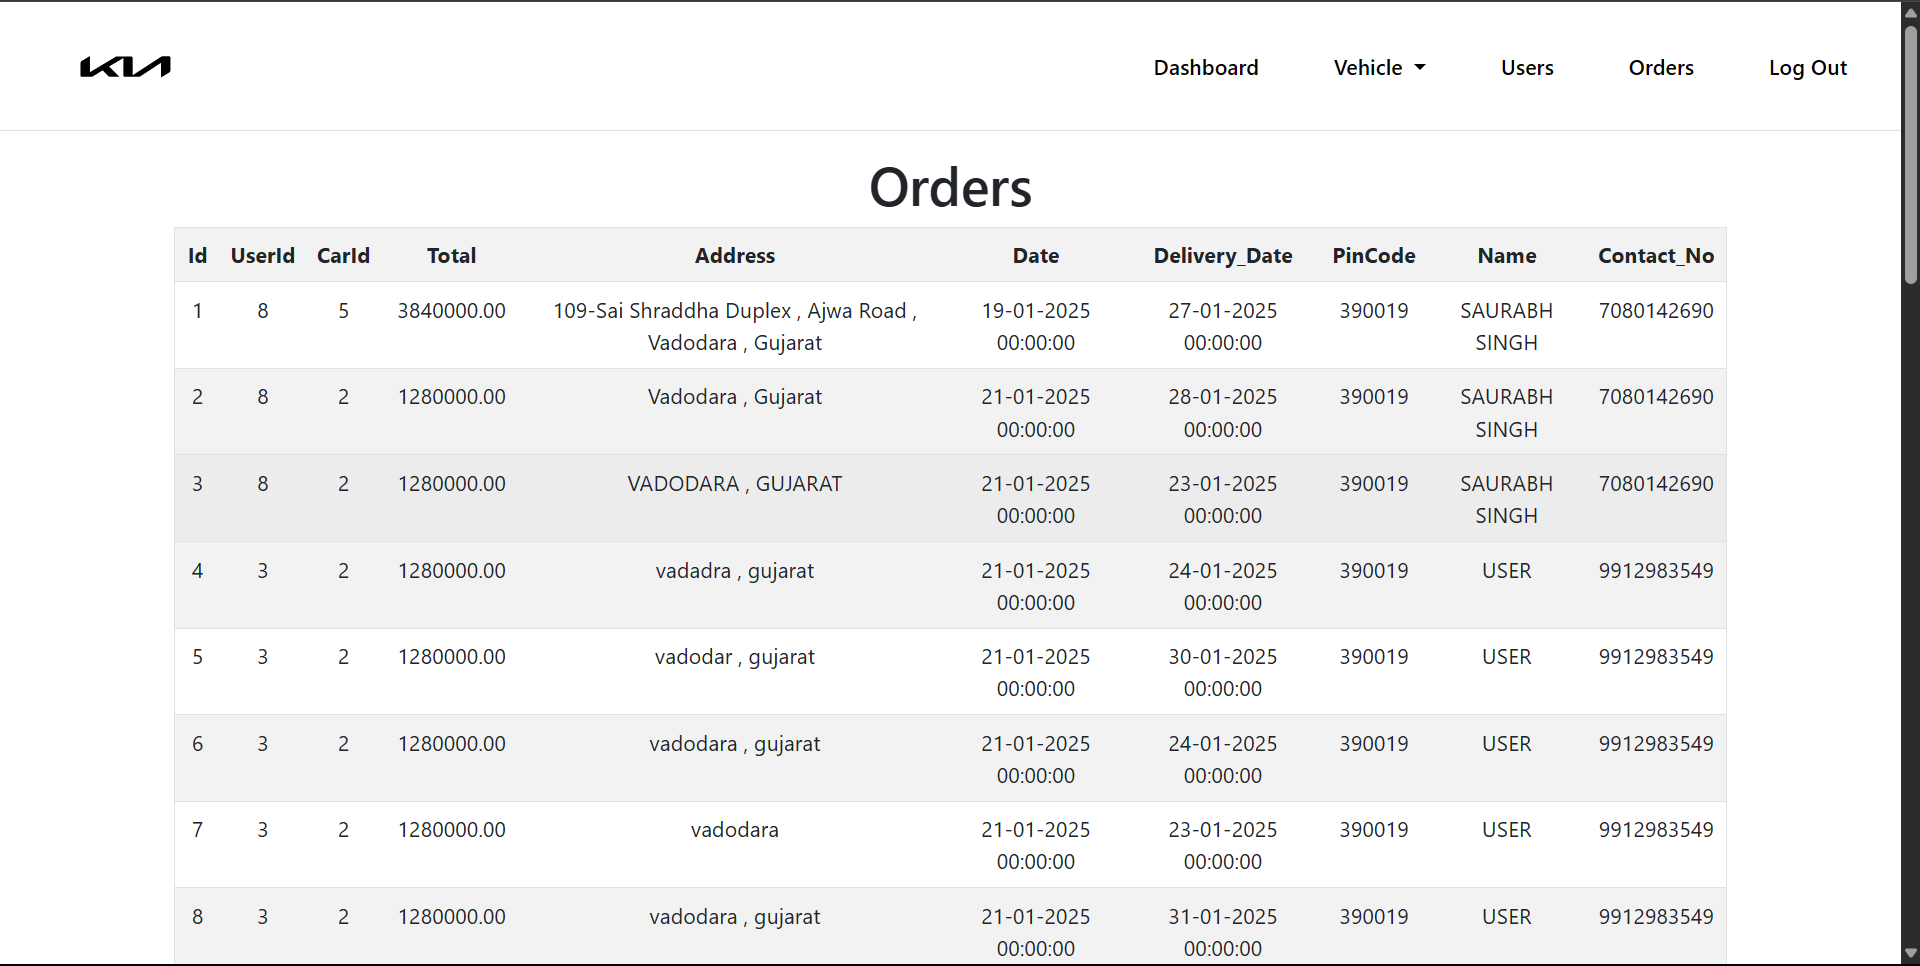 KIA
Dashboard Vehicle Users Orders Log Out
Orders
Id UserId CarId Total Address Date Delivery_Date PinCode Name Contact_No
1 8 5 3840000.00 109-Sai Shraddha Duplex , Ajwa Road , 19-01-2025 27-01-2025 390019 SAURABH 7080142690
Vadodara , Gujarat 00:00:00 00:00:00 SINGH
2 8 2 1280000.00 Vadodara , Gujarat 21-01-2025 28-01-2025 390019 SAURABH 7080142690
00:00:00 00:00:00 SINGH
3 8 2 1280000.00 VADODARA , GUJARAT 21-01-2025 23-01-2025 390019 SAURABH 7080142690
00:00:00 00:00:00 SINGH
4 3 2 1280000.00 vadadra , gujarat 21-01-2025 24-01-2025 390019 USER 9912983549
00:00:00 00:00:00
5 3 2 1280000.00 vadodar , gujarat 21-01-2025 30-01-2025 390019 USER 9912983549
00:00:00 00:00:00
6 3 2 1280000.00 vadodara , gujarat 21-01-2025 24-01-2025 390019 USER 9912983549
00:00:00 00:00:00
7 3 2 1280000.00 vadodara 21-01-2025 23-01-2025 390019 USER 9912983549
00:00:00 00:00:00
8 3 2 1280000.00 vadodara , gujarat 21-01-2025 31-01-2025 390019 USER 9912983549
00:00:00 00:00:00